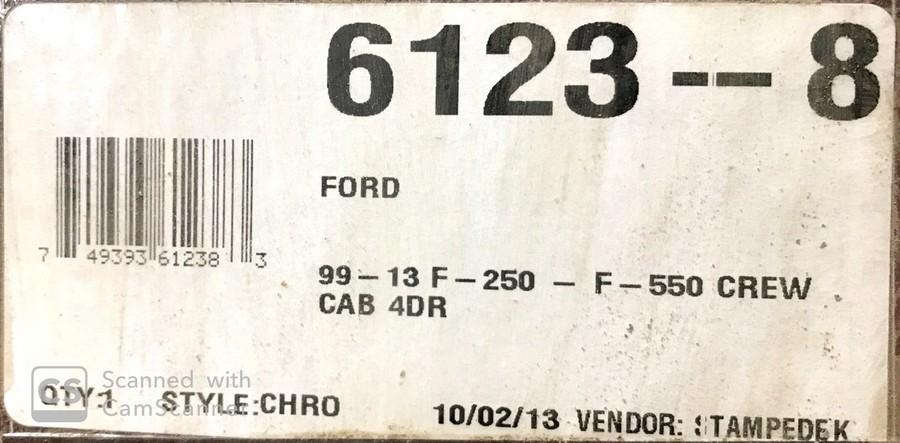 6123--8
FORD
7 49393 61238 3
99-13 F-250 - F-550 CREW
CAB 4DR
QTY:1 STYLE:CHRO
CS Scanned with
CamScanner
10/02/13 VENDOR: STAMPEDEK